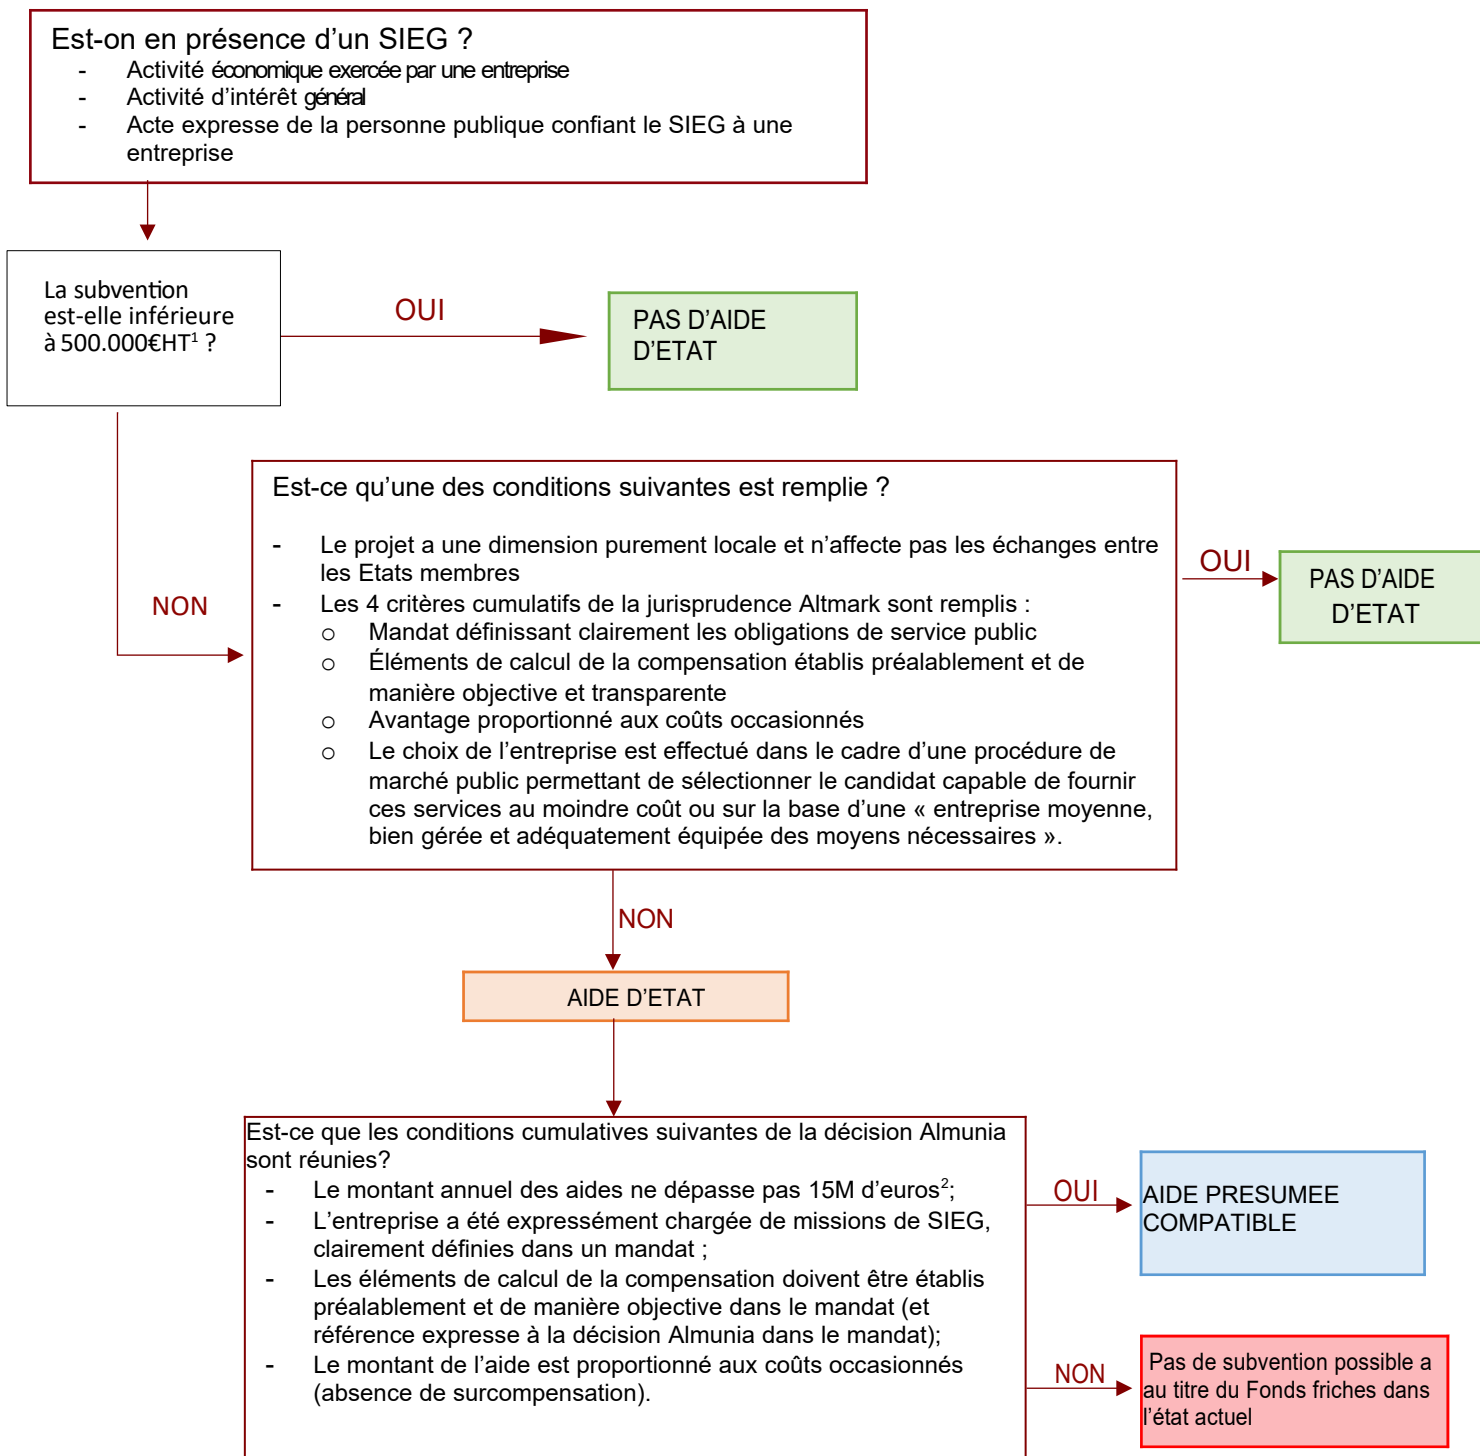 Est-on en présence d’un SIEG ?
- Activité économique exercée par une entreprise
- Activité d’intérêt général
- Acte expresse de la personne publique confiant le SIEG à une
entreprise
La subvention
est-elle inférieure
à 500.000€HT¹ ?
OUI
PAS D’AIDE
D’ETAT
NON
Est-ce qu’une des conditions suivantes est remplie ?
- Le projet a une dimension purement locale et n’affecte pas les échanges entre
les Etats membres
- Les 4 critères cumulatifs de la jurisprudence Altmark sont remplis :
o Mandat définissant clairement les obligations de service public
o Éléments de calcul de la compensation établis préalablement et de
manière objective et transparente
o Avantage proportionné aux coûts occasionnés
o Le choix de l’entreprise est effectué dans le cadre d’une procédure de
marché public permettant de sélectionner le candidat capable de fournir
ces services au moindre coût ou sur la base d’une « entreprise moyenne,
bien gérée et adéquatement équipée des moyens nécessaires ».
OUI
PAS D’AIDE
D’ETAT
NON
AIDE D’ETAT
Est-ce que les conditions cumulatives suivantes de la décision Almunia
sont réunies?
- Le montant annuel des aides ne dépasse pas 15M d’euros²;
- L’entreprise a été expressément chargée de missions de SIEG,
clairement définies dans un mandat ;
- Les éléments de calcul de la compensation doivent être établis
préalablement et de manière objective dans le mandat (et
référence expresse à la décision Almunia dans le mandat);
- Le montant de l’aide est proportionné aux coûts occasionnés
(absence de surcompensation).
OUI
AIDE PRESUMEE
COMPATIBLE
NON
Pas de subvention possible a
au titre du Fonds friches dans
l’état actuel